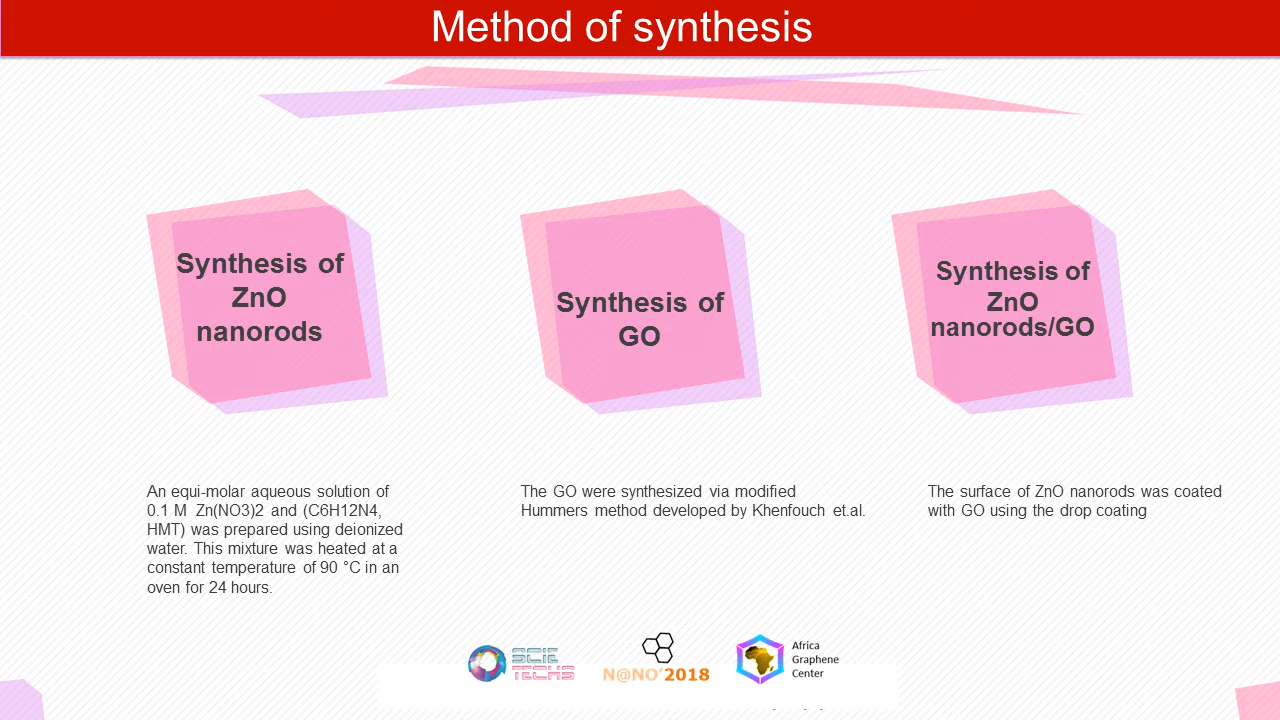 Method of synthesis
Synthesis of
ZnO
nanorods
Synthesis of
GO
Synthesis of
ZnO
nanorods/GO
An equi-molar aqueous solution of
0.1 M Zn(NO3)2 and (C6H12N4,
HMT) was prepared using deionized
water. This mixture was heated at a
constant temperature of 90 °C in an
oven for 24 hours.
The GO were synthesized via modified
Hummers method developed by Khenfouch et.al.
The surface of ZnO nanorods was coated
with GO using the drop coating
SCIE
TECHS
N@NO'2018
Africa
Graphene
Center